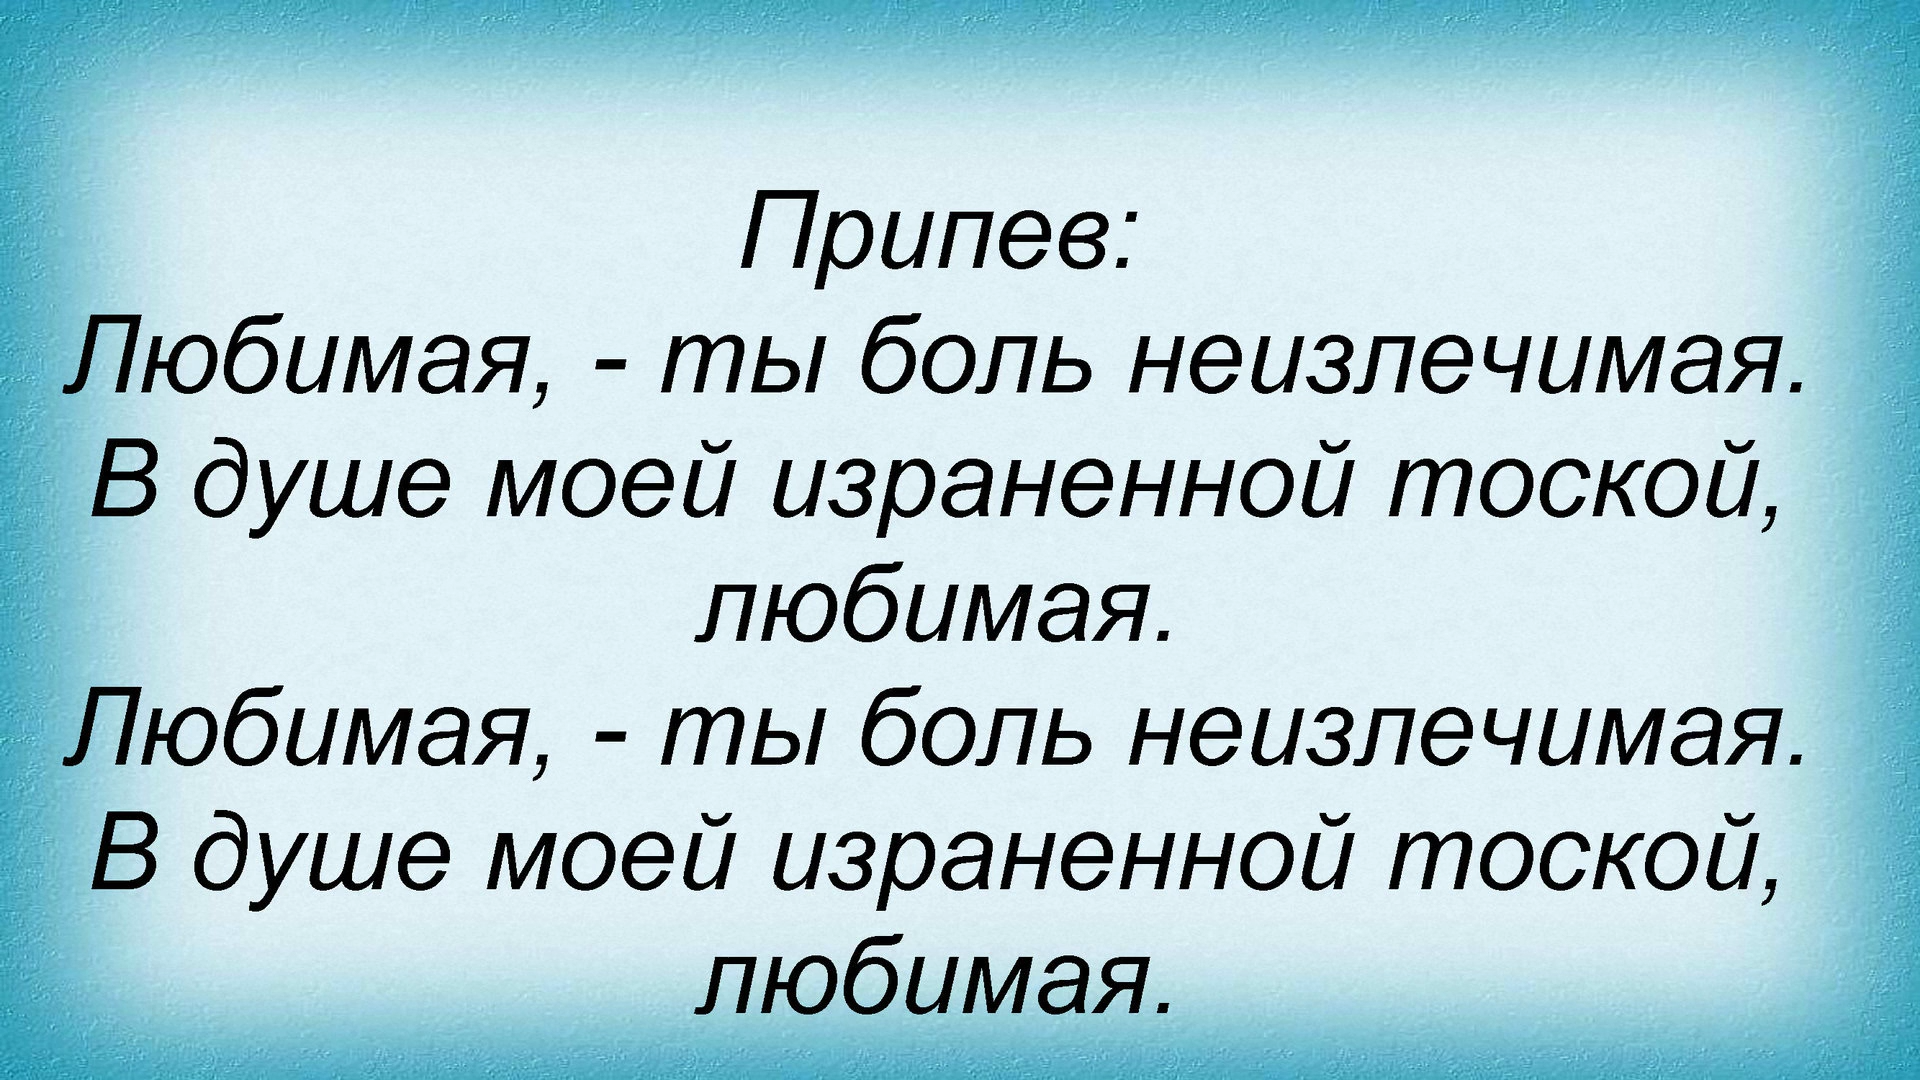 Припев:
Любимая, - ты боль неизлечимая.
В душе моей израненной тоской,
любимая.
Любимая, - ты боль неизлечимая.
В душе моей израненной тоской,
любимая.